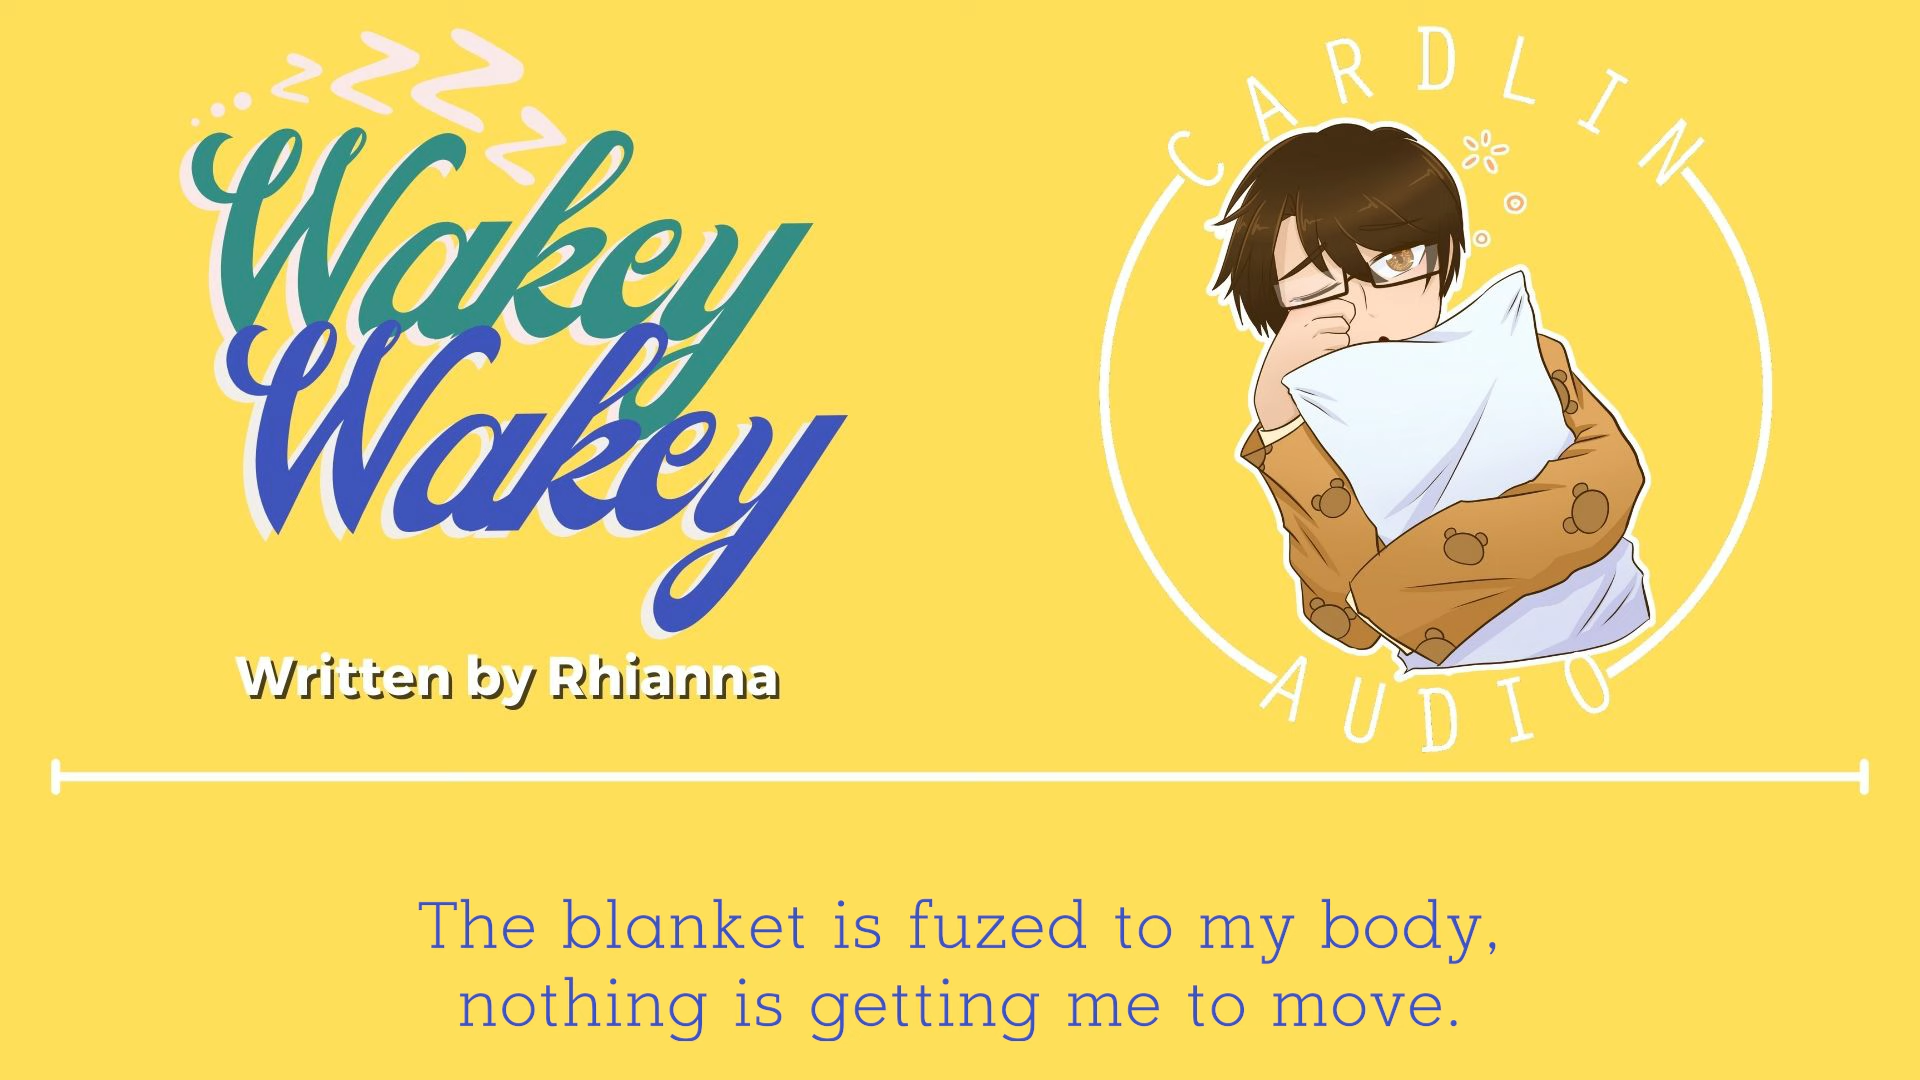 zzzz
Wakey
Wakey
Written by Rhianna
CARDLIN
AUDIO
The blanket is fuzed to my body,
nothing is getting me to move.